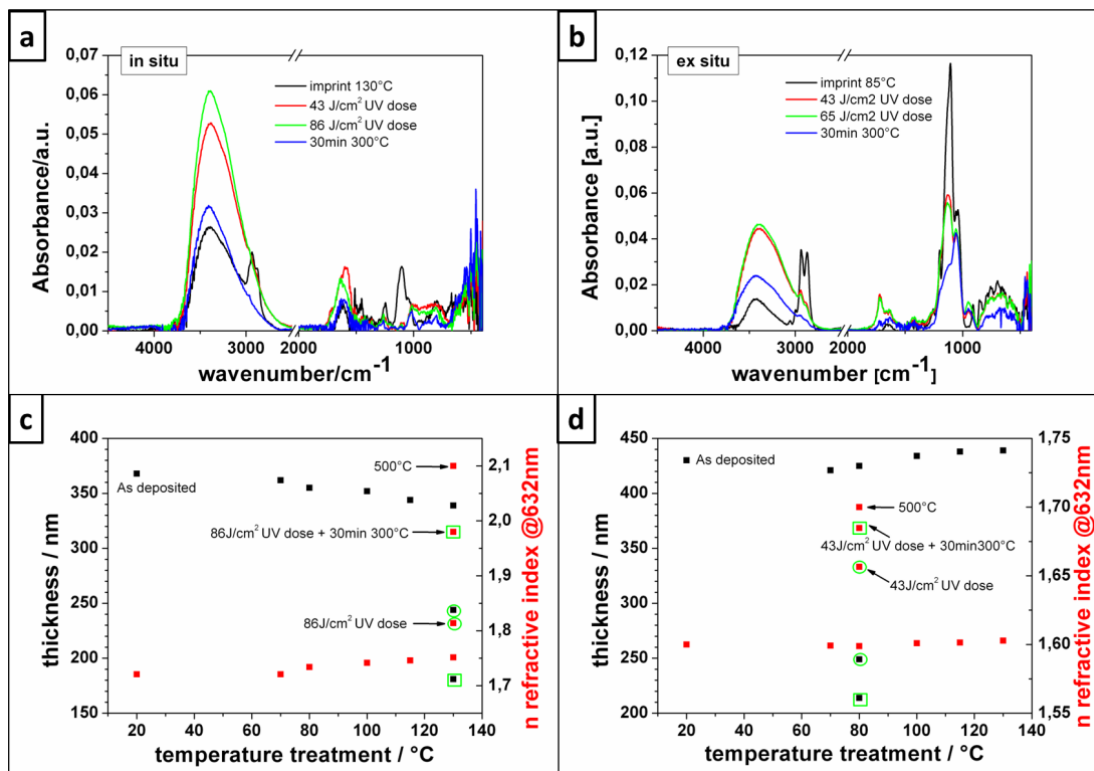 a
in situ
imprint 130°C
43 J/cm² UV dose
86 J/cm² UV dose
30min 300°C
0,07
0,06
0,05
0,04
0,03
0,02
0,01
0,00
Absorbance/a.u.
4000 3000 2000 1000
wavenumber/cm⁻¹
b
ex situ
imprint 85°C
43 J/cm2 UV dose
65 J/cm2 UV dose
30min 300°C
0,12
0,10
0,08
0,06
0,04
0,02
0,00
Absorbance [a.u.]
4000 3000 2000 1000
wavenumber [cm⁻¹]
c
400
350
300
250
200
150
thickness / nm
As deposited
500°C
86J/cm² UV dose + 30min 300°C
86J/cm² UV dose
2,1
2,0
1,9
1,8
1,7
n refractive index @632nm
20 40 60 80 100 120 140
temperature treatment / °C
d
450
400
350
300
250
200
thickness / nm
As deposited
500°C
43J/cm² UV dose + 30min300°C
43J/cm² UV dose
1,75
1,70
1,65
1,60
1,55
n refractive index @632nm
20 40 60 80 100 120 140
temperature treatment / °C